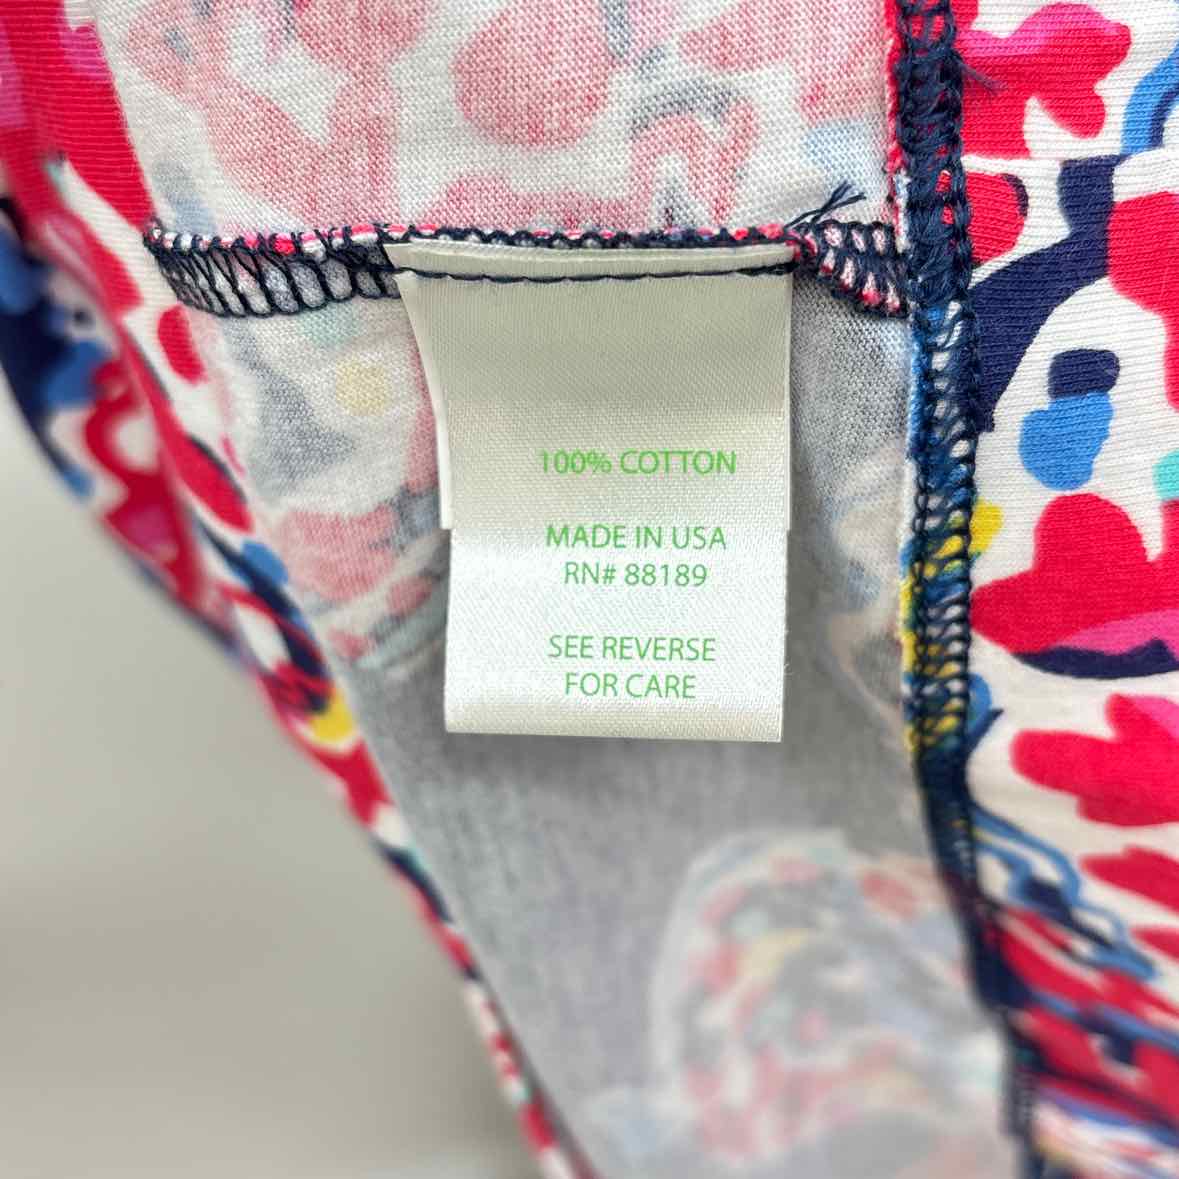 100% COTTON
MADE IN USA
RN# 88189
SEE REVERSE
FOR CARE